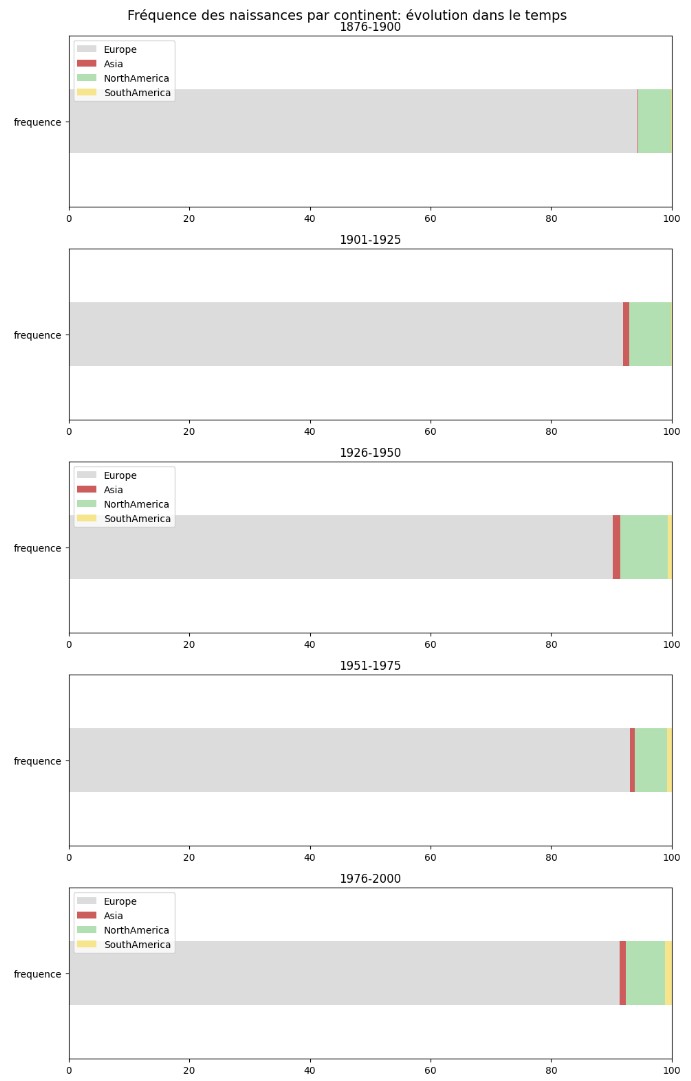 Fréquence des naissances par continent: évolution dans le temps
1876-1900
Europe
Asia
NorthAmerica
SouthAmerica
frequence
0 20 40 60 80 100
1901-1925
frequence
0 20 40 60 80 100
1926-1950
Europe
Asia
NorthAmerica
SouthAmerica
frequence
0 20 40 60 80 100
1951-1975
frequence
0 20 40 60 80 100
1976-2000
Europe
Asia
NorthAmerica
SouthAmerica
frequence
0 20 40 60 80 100